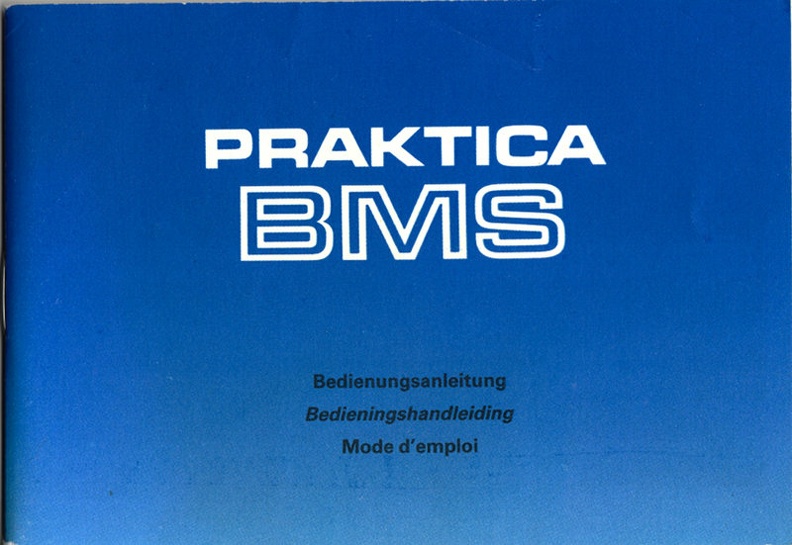 PRAKTICA
BMS
Bedienungsanleitung
Bedieningshandleiding
Mode d'emploi